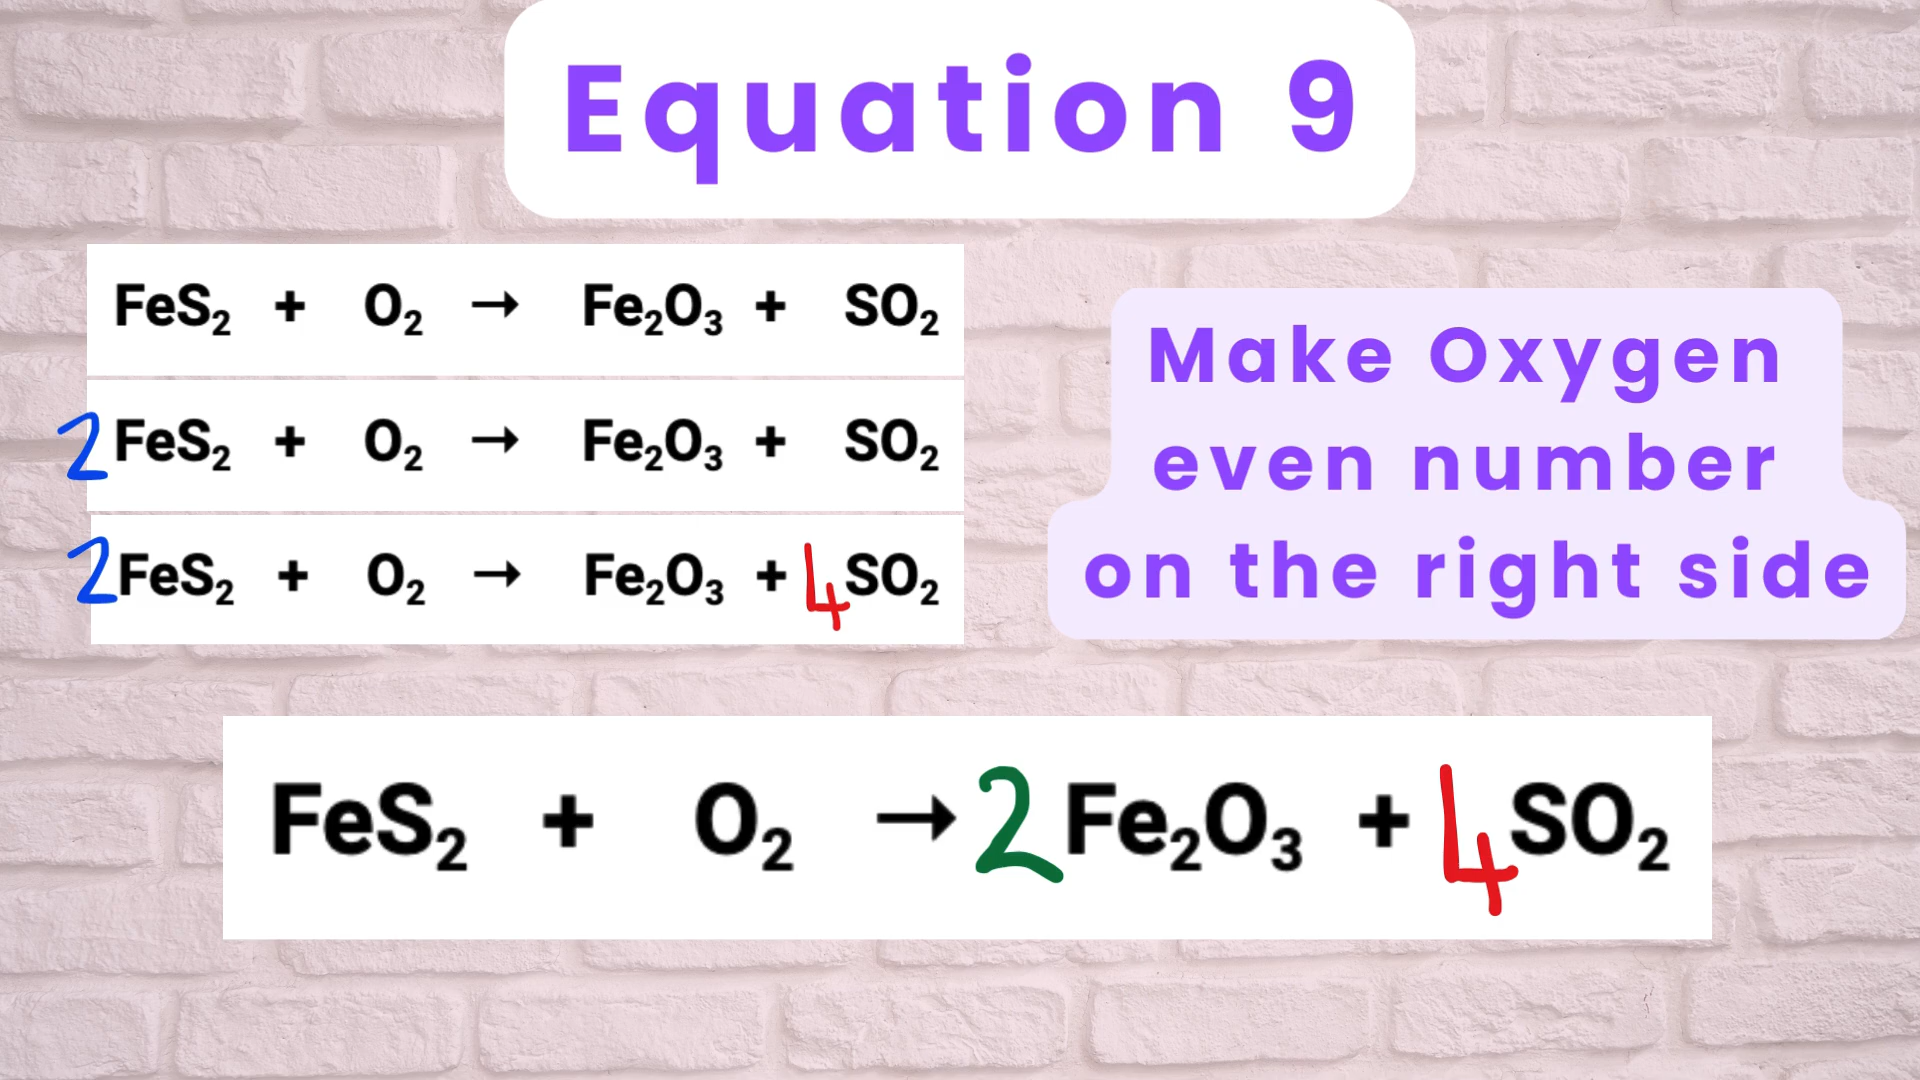 Equation 9
FeS₂ + O₂ → Fe₂O₃ + SO₂
2FeS₂ + O₂ → Fe₂O₃ + SO₂
2FeS₂ + O₂ → Fe₂O₃ + 4SO₂
Make Oxygen
even number
on the right side
FeS₂ + O₂ → 2Fe₂O₃ + 4SO₂